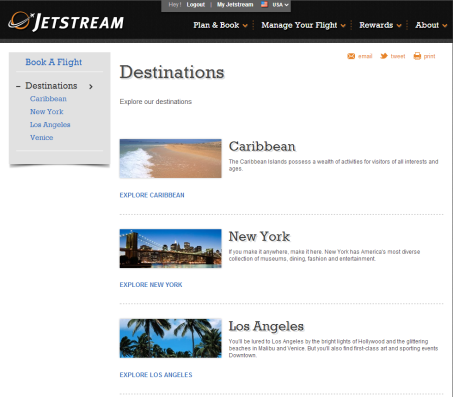 Hey! Logout | My Jetstream USA
JETSTREAM
Plan & Book Manage Your Flight Rewards About
email tweet print
Book A Flight
Destinations
Caribbean
New York
Los Angeles
Venice
Destinations
Explore our destinations
Caribbean
The Caribbean islands possess a wealth of activities for visitors of all interests and
ages.
EXPLORE CARIBBEAN
New York
If you make it anywhere, make it here. New York has America's most diverse
collection of museums, dining, fashion and entertainment.
EXPLORE NEW YORK
Los Angeles
You'll be lured to Los Angeles by the bright lights of Hollywood and the glittering
beaches in Malibu and Venice. But you'll also find first-class art and sporting events
Downtown.
EXPLORE LOS ANGELES